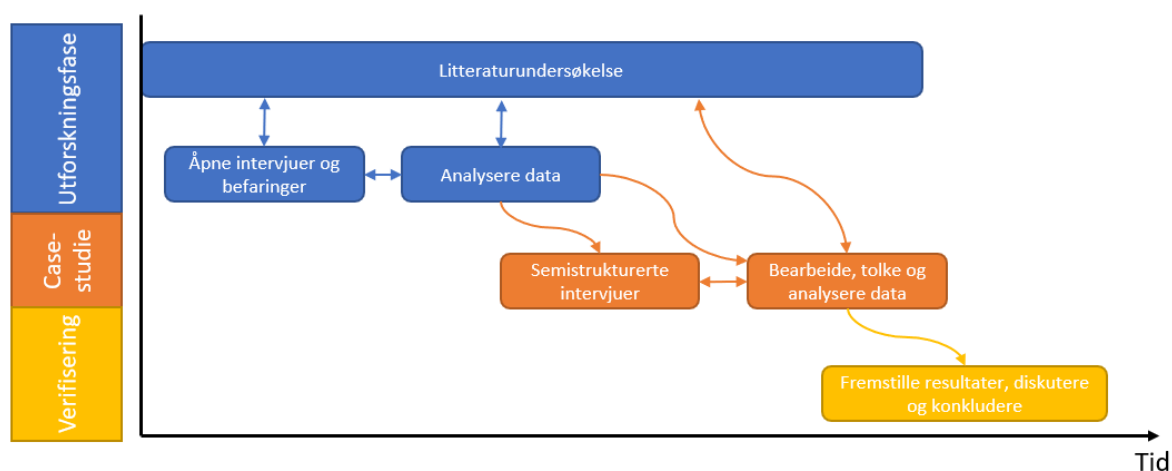 Utforskningsfase
Litteraturundersøkelse
Åpne intervjuer og
befaringer
Analysere data
Case-
studie
Semistrukturerte
intervjuer
Bearbeide, tolke og
analysere data
Verifisering
Fremstille resultater, diskutere
og konkludere
Tid